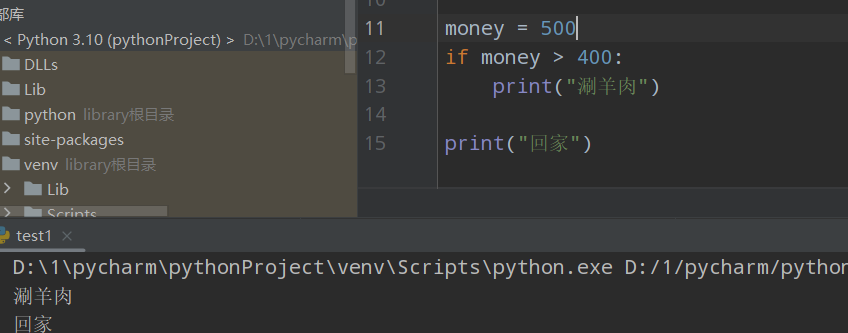 部库
< Python 3.10 (pythonProject) > D:\1\pycharm\p
DLLs
Lib
python library根目录
site-packages
venv library根目录
Lib
Scripts
10
11 money = 500
12 if money > 400:
13 print("涮羊肉")
14
15 print("回家")
test1
D:\1\pycharm\pythonProject\venv\Scripts\python.exe D:/1/pycharm/python
涮羊肉
回家